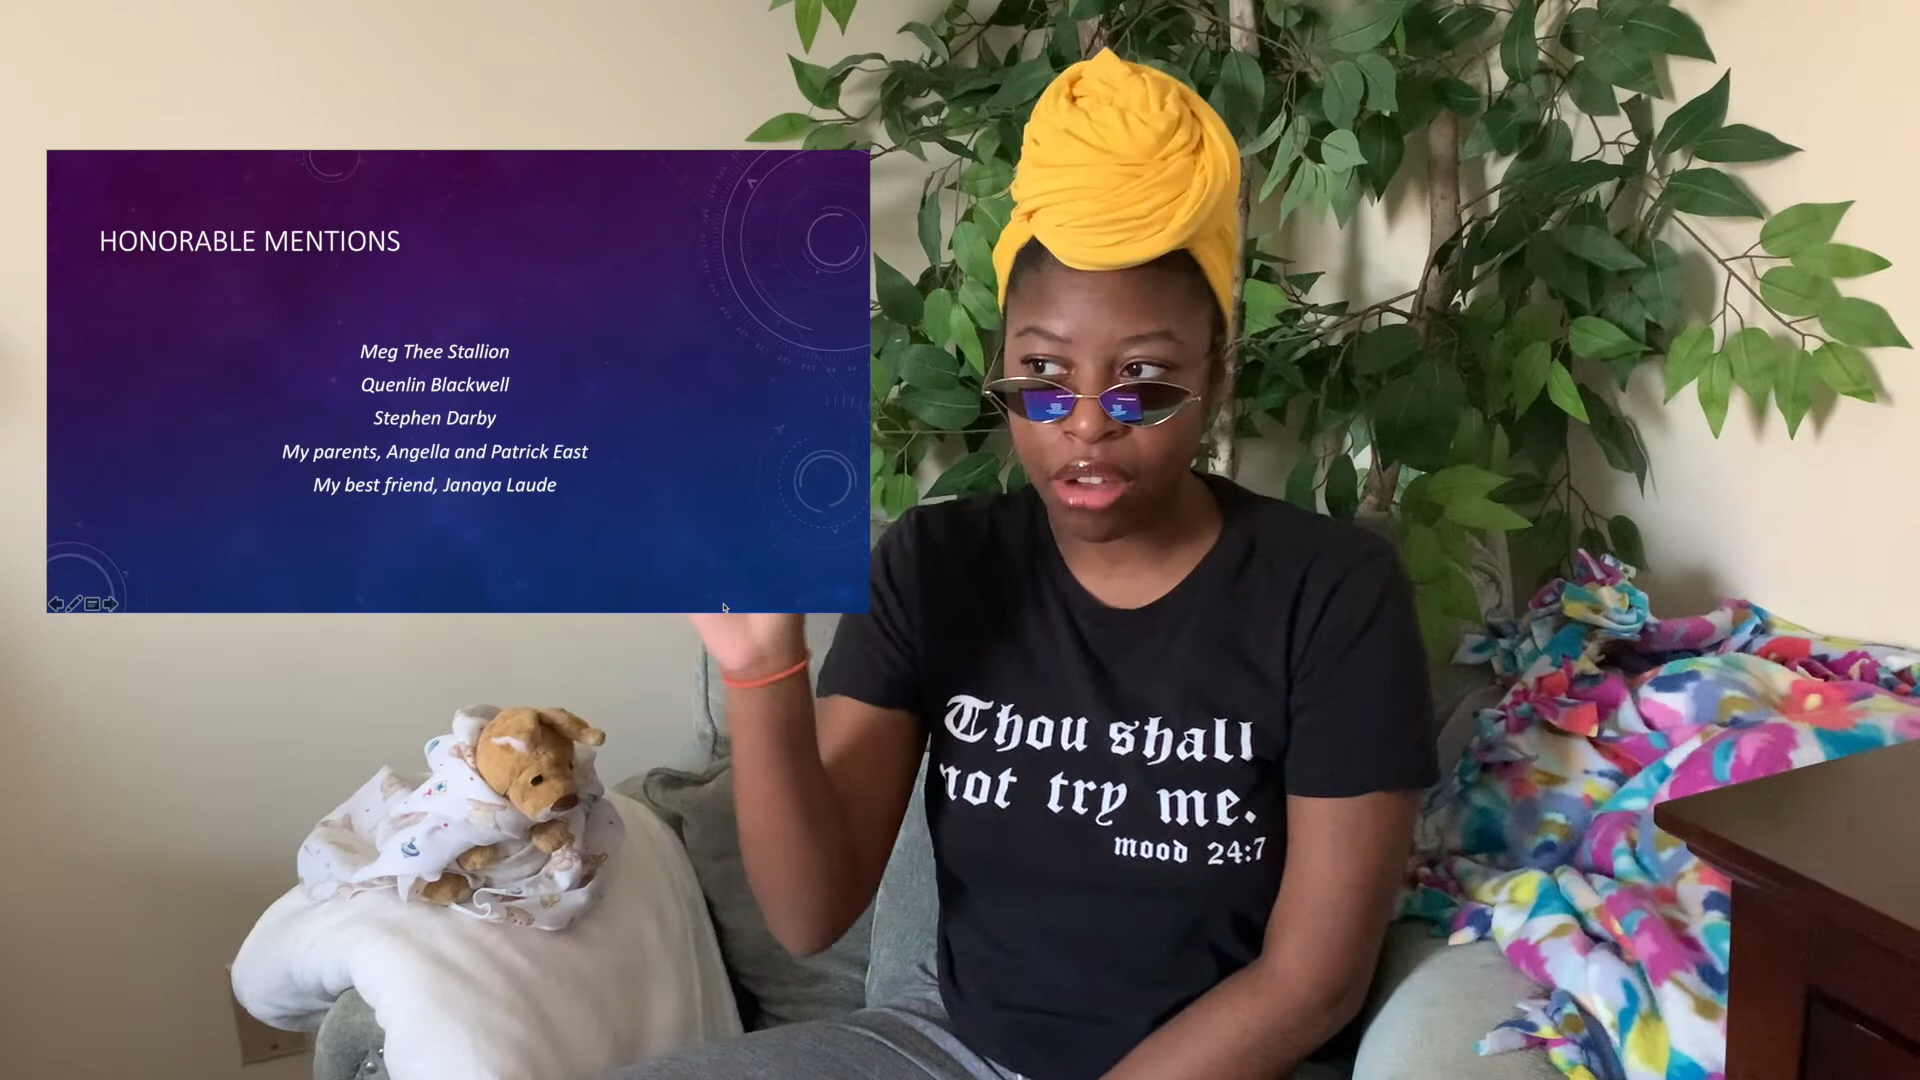 HONORABLE MENTIONS
Meg Thee Stallion
Quenlin Blackwell
Stephen Darby
My parents, Angella and Patrick East
My best friend, Janaya Laude
Thou shall
not try me.
mood 24:7